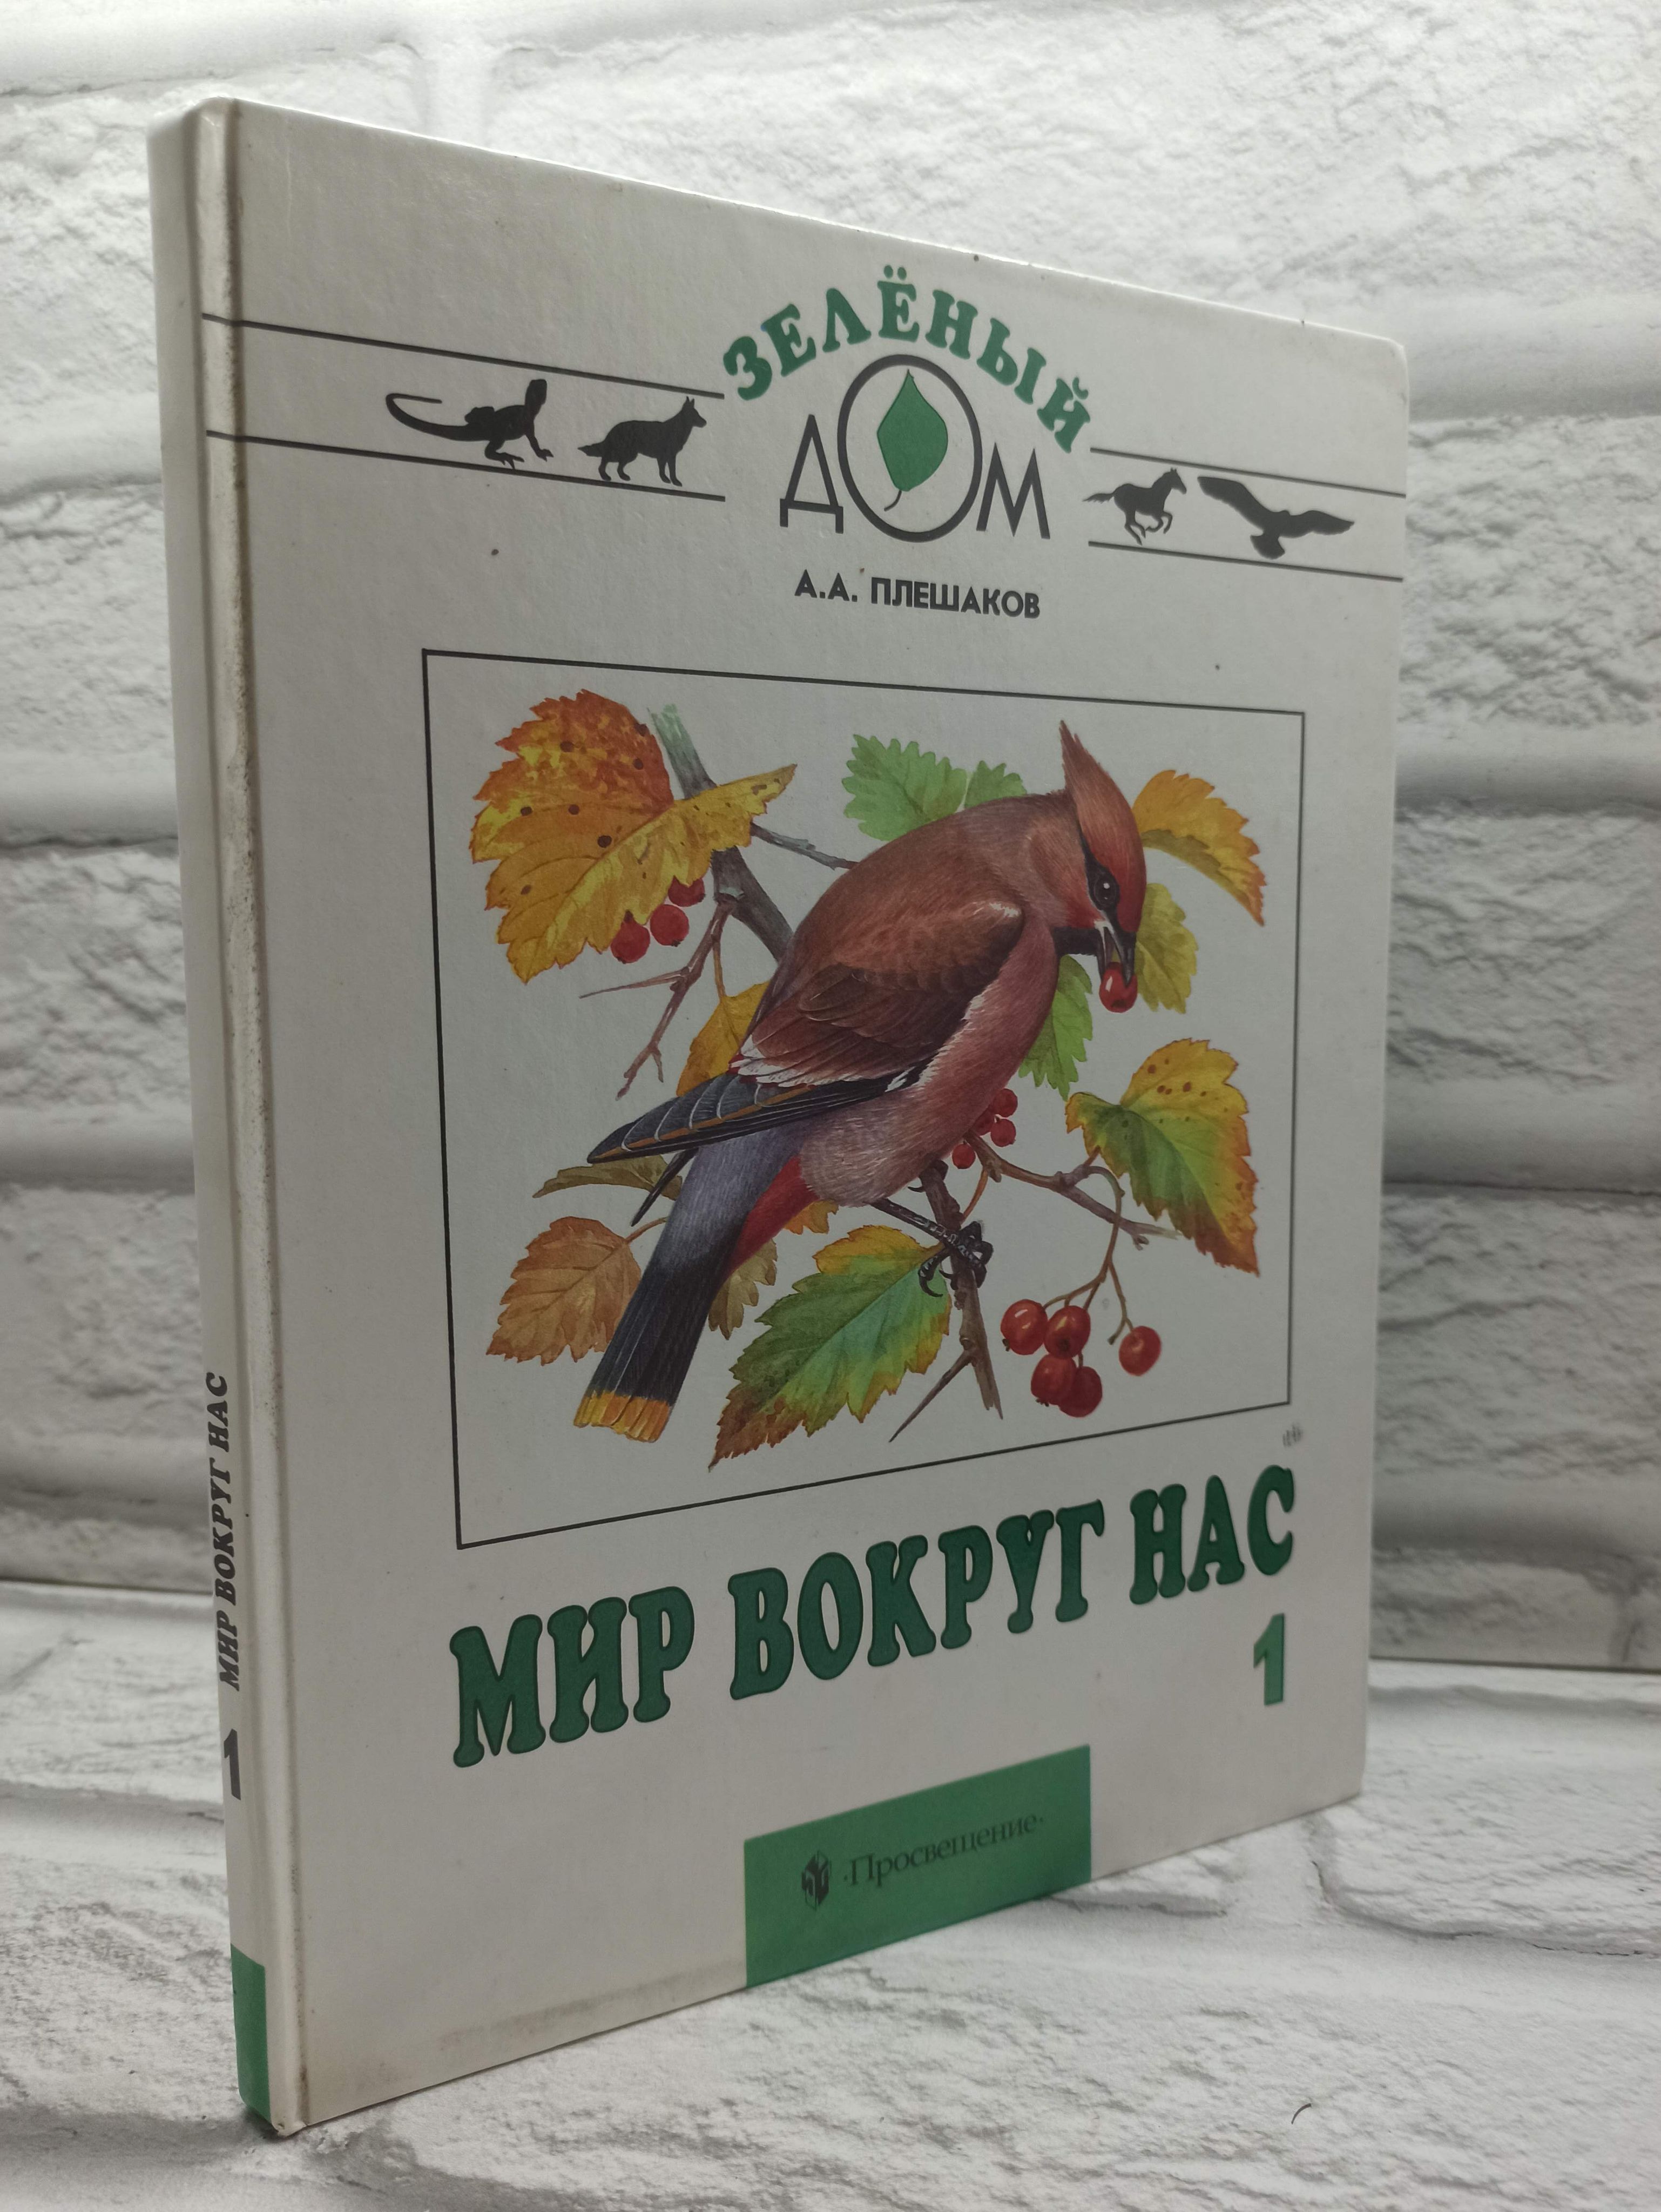 ЗЕЛЁНЫЙ
ДОМ
А.А. ПЛЕШАКОВ
МИР ВОКРУГ НАС
1
·Просвещение·
МИР ВОКРУГ НАС
1